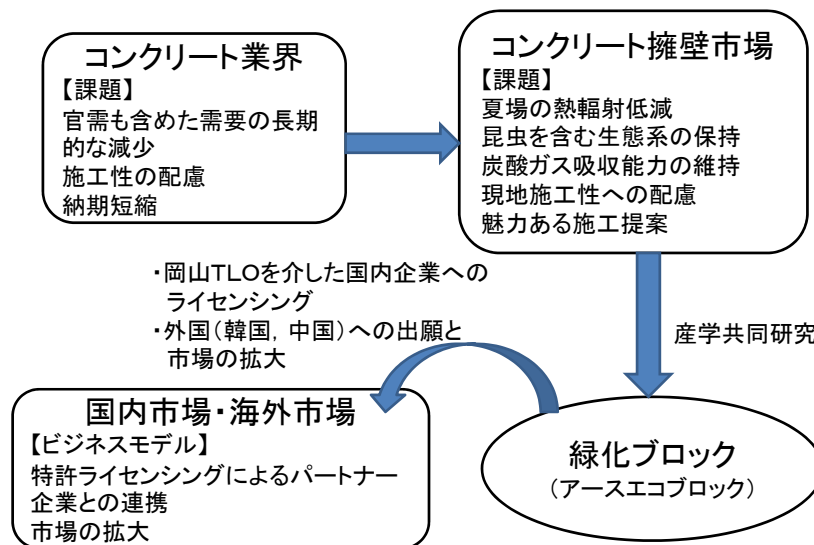 コンクリート業界
【課題】
官需も含めた需要の長期
的な減少
施工性の配慮
納期短縮
コンクリート擁壁市場
【課題】
夏場の熱輻射低減
昆虫を含む生態系の保持
炭酸ガス吸収能力の維持
現地施工性への配慮
魅力ある施工提案
・岡山TLOを介した国内企業への
ライセンシング
・外国(韓国,中国)への出願と
市場の拡大
産学共同研究
国内市場・海外市場
【ビジネスモデル】
特許ライセンシングによるパートナー
企業との連携
市場の拡大
緑化ブロック
(アースエコブロック)